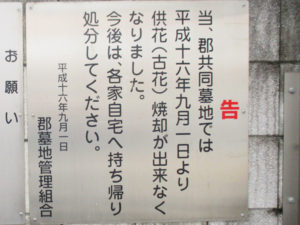 告
当、郡共同墓地では
平成十六年九月一日より
供花(古花)焼却が出来なく
なりました。
今後は、各家自宅へ持ち帰り
処分してください。
平成十六年九月一日
郡墓地管理組合
お願い